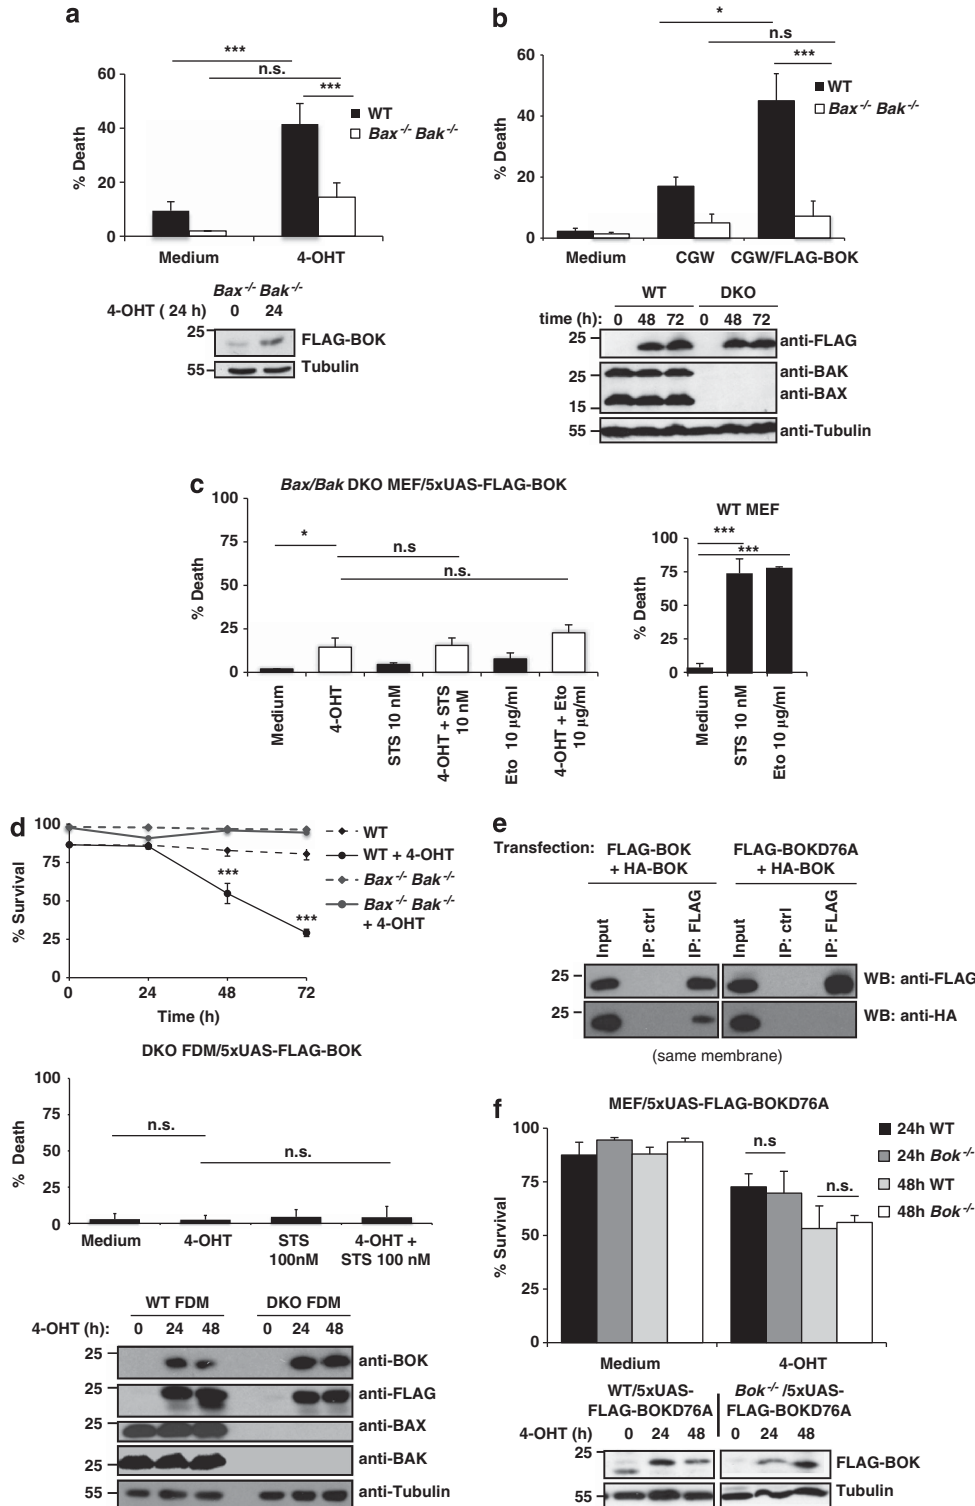 a
***
n.s.
***
60
40
20
0
% Death
WT
Bax-/- Bak-/-
Medium
4-OHT
Bax-/- Bak-/-
4-OHT ( 24 h)
0
24
25
FLAG-BOK
55
Tubulin
b
*
n.s
***
60
40
20
0
% Death
WT
Bax-/- Bak-/-
Medium
CGW
CGW/FLAG-BOK
WT
DKO
time (h):
0 48 72
0 48 72
25
anti-FLAG
25
anti-BAK
anti-BAX
15
55
anti-Tubulin
c
Bax/Bak DKO MEF/5xUAS-FLAG-BOK
100
75
50
25
0
% Death
*
n.s
n.s.
Medium
4-OHT
STS 10 nM
4-OHT + STS
10 nM
Eto 10 µg/ml
4-OHT + Eto
10 µg/ml
WT MEF
***
***
100
75
50
25
0
% Death
Medium
STS 10 nM
Eto 10 µg/ml
d
100
75
50
25
0
% Survival
***
***
0
24
48
72
Time (h)
WT
WT + 4-OHT
Bax-/- Bak-/-
Bax-/- Bak-/-
+ 4-OHT
DKO FDM/5xUAS-FLAG-BOK
100
75
50
25
0
% Death
n.s.
n.s.
Medium
4-OHT
STS
100nM
4-OHT +
STS 100 nM
WT FDM
DKO FDM
4-OHT (h):
0 24 48
0 24 48
25
anti-BOK
25
anti-FLAG
25
anti-BAX
25
anti-BAK
55
anti-Tubulin
e
Transfection:
FLAG-BOK
+ HA-BOK
FLAG-BOKD76A
+ HA-BOK
Input
IP: ctrl
IP: FLAG
Input
IP: ctrl
IP: FLAG
25
WB: anti-FLAG
25
WB: anti-HA
(same membrane)
f
MEF/5xUAS-FLAG-BOKD76A
100
75
50
25
0
% Survival
n.s
n.s.
24h WT
24h Bok-/-
48h WT
48h Bok-/-
Medium
4-OHT
WT/5xUAS-
FLAG-BOKD76A
Bok-/-/5xUAS-
FLAG-BOKD76A
4-OHT (h)
0 24 48
0 24 48
25
FLAG-BOK
55
Tubulin